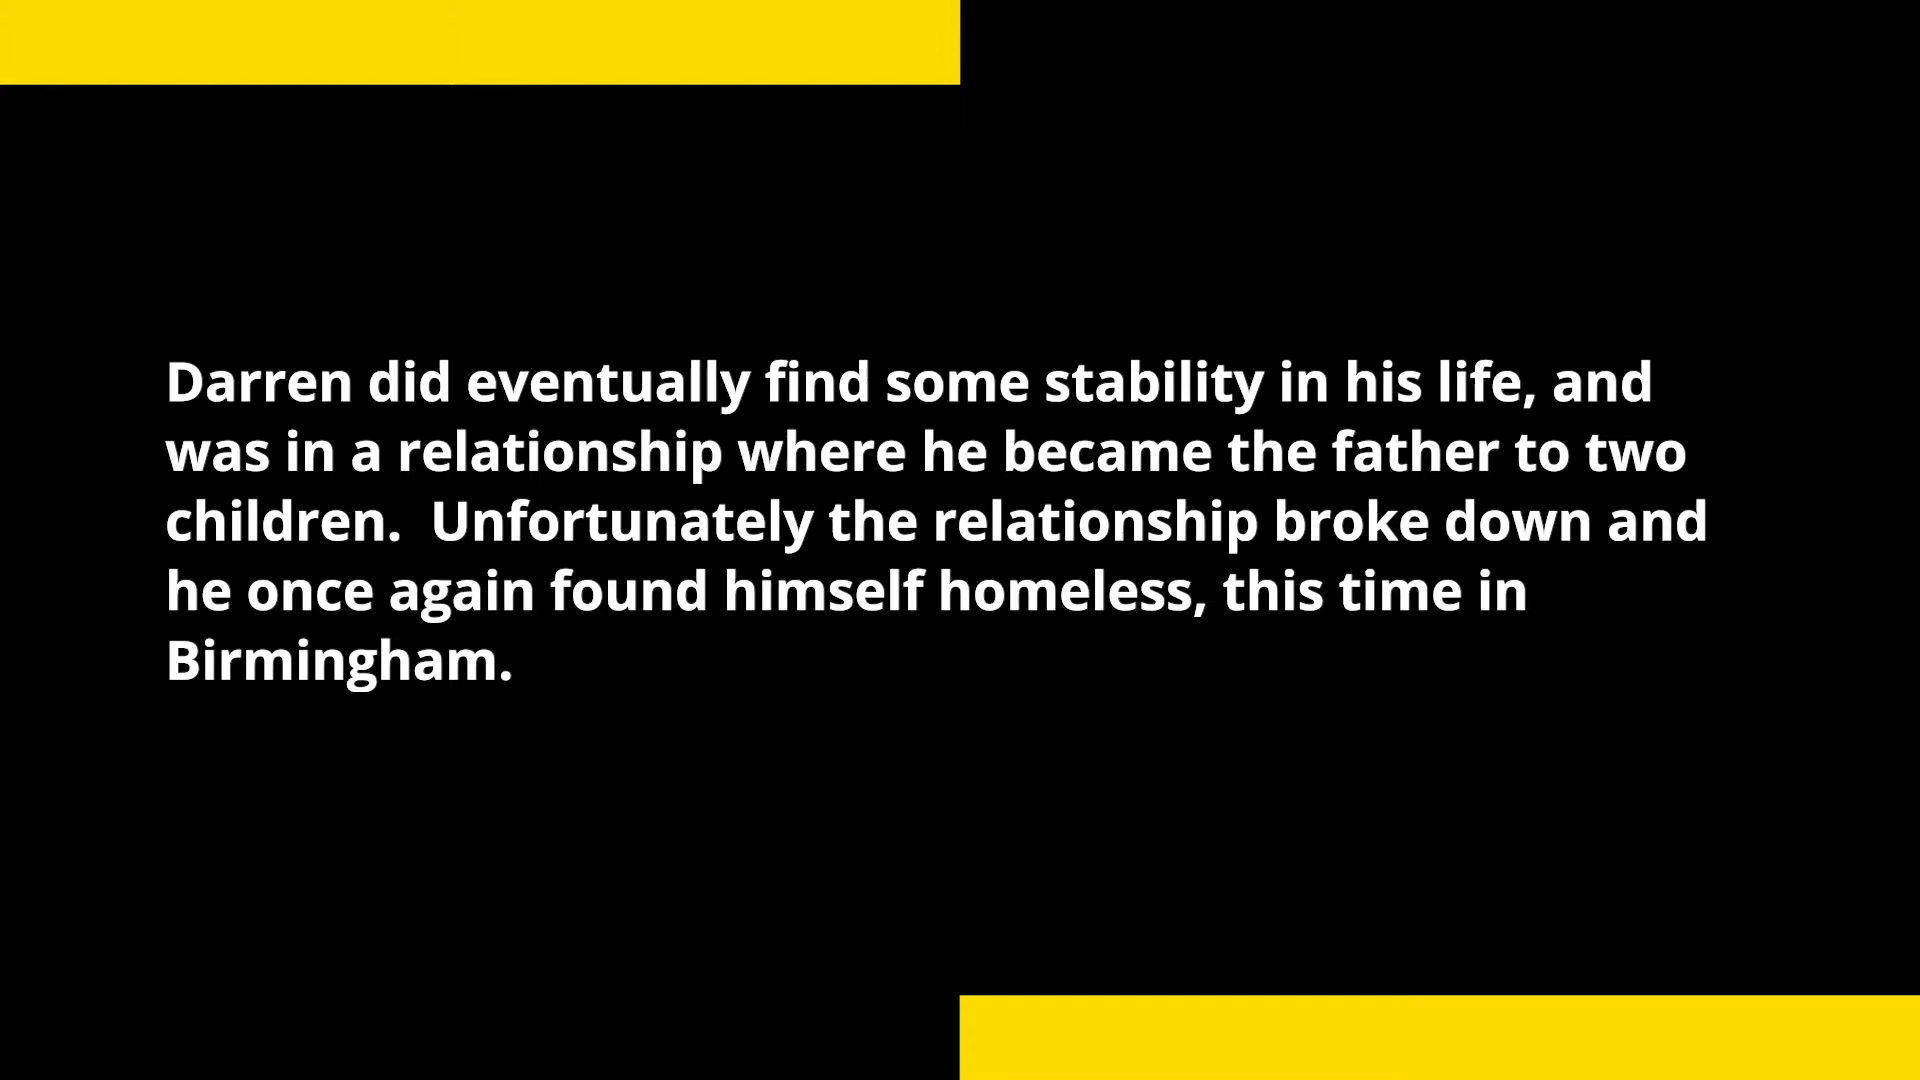 Darren did eventually find some stability in his life, and
was in a relationship where he became the father to two
children.  Unfortunately the relationship broke down and
he once again found himself homeless, this time in
Birmingham.